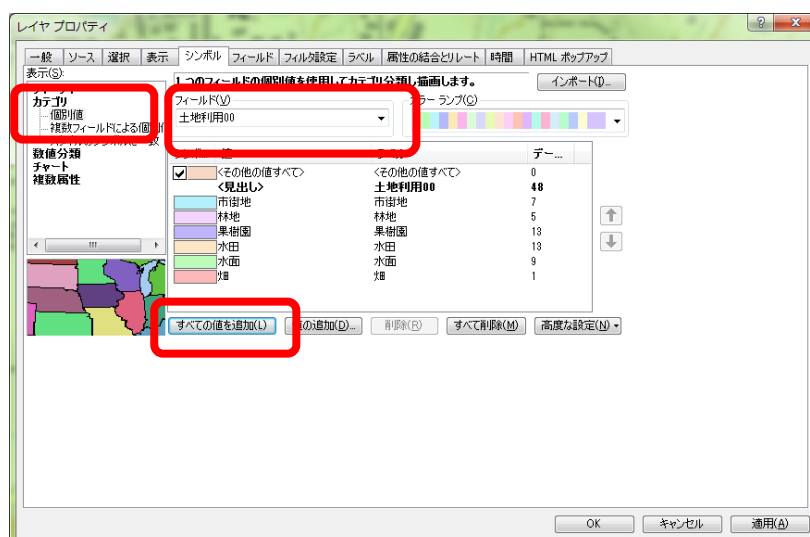 レイヤ プロパティ
一般 ソース 選択 表示 シンボル フィールド フィルタ設定 ラベル 属性の結合とリレート 時間 HTML ポップアップ
表示(S):
カテゴリ
個別値
複数フィールドによる個別値
数値分類
チャート
複数属性
1つのフィールドの個別値を使用してカテゴリ分類し描画します。 インポート(I)...
フィールド(V) カラー ランプ(C)
土地利用00
値 デー...
<その他の値すべて> <その他の値すべて> 0
<見出し> 土地利用00 48
市街地 市街地 7
林地 林地 5
果樹園 果樹園 13
水田 水田 13
水面 水面 9
畑 畑 1
すべての値を追加(L) 値の追加(D)... 削除(R) すべて削除(M) 高度な設定(N)
OK キャンセル 適用(A)